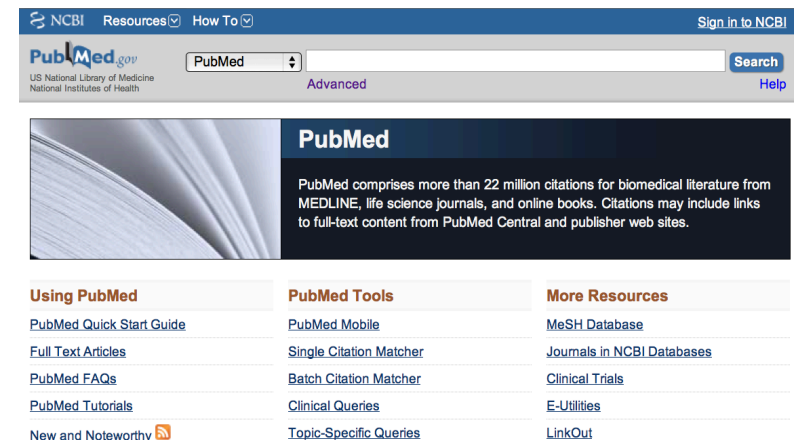 NCBI Resources How To Sign in to NCBI
PubMed.gov
US National Library of Medicine
National Institutes of Health
PubMed
Search
Advanced
Help
PubMed
PubMed comprises more than 22 million citations for biomedical literature from
MEDLINE, life science journals, and online books. Citations may include links
to full-text content from PubMed Central and publisher web sites.
Using PubMed
PubMed Quick Start Guide
Full Text Articles
PubMed FAQs
PubMed Tutorials
New and Noteworthy
PubMed Tools
PubMed Mobile
Single Citation Matcher
Batch Citation Matcher
Clinical Queries
Topic-Specific Queries
More Resources
MeSH Database
Journals in NCBI Databases
Clinical Trials
E-Utilities
LinkOut